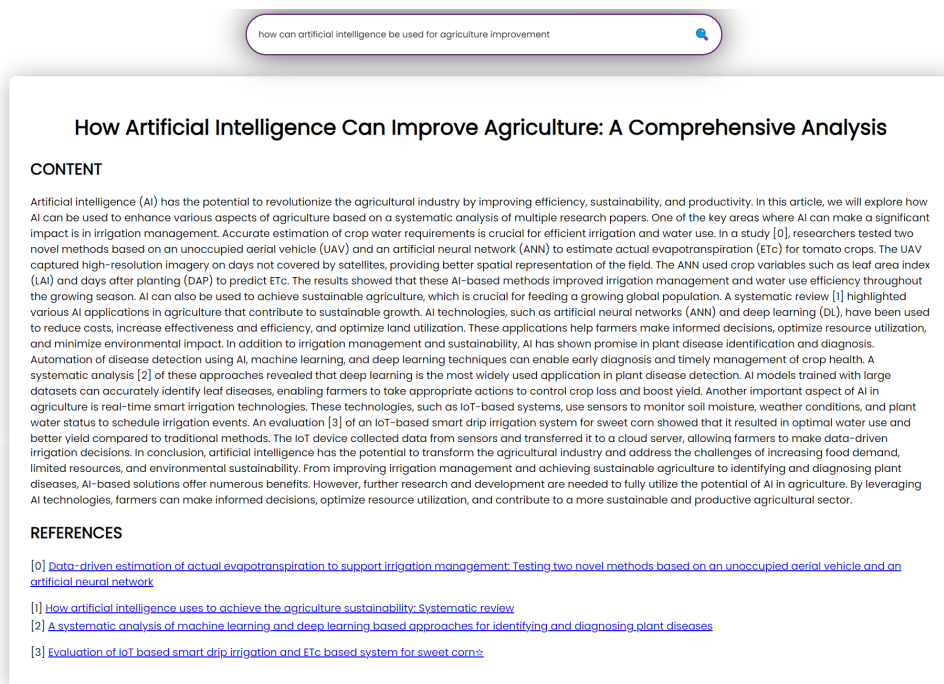 how can artificial intelligence be used for agriculture improvement
How Artificial Intelligence Can Improve Agriculture: A Comprehensive Analysis
CONTENT
Artificial intelligence (AI) has the potential to revolutionize the agricultural industry by improving efficiency, sustainability, and productivity. In this article, we will explore how
AI can be used to enhance various aspects of agriculture based on a systematic analysis of multiple research papers. One of the key areas where AI can make a significant
impact is in irrigation management. Accurate estimation of crop water requirements is crucial for efficient irrigation and water use. In a study [0], researchers tested two
novel methods based on an unoccupied aerial vehicle (UAV) and an artificial neural network (ANN) to estimate actual evapotranspiration (ETc) for tomato crops. The UAV
captured high-resolution imagery on days not covered by satellites, providing better spatial representation of the field. The ANN used crop variables such as leaf area index
(LAI) and days after planting (DAP) to predict ETc. The results showed that these AI-based methods improved irrigation management and water use efficiency throughout
the growing season. AI can also be used to achieve sustainable agriculture, which is crucial for feeding a growing global population. A systematic review [1] highlighted
various AI applications in agriculture that contribute to sustainable growth. AI technologies, such as artificial neural networks (ANN) and deep learning (DL), have been used
to reduce costs, increase effectiveness and efficiency, and optimize land utilization. These applications help farmers make informed decisions, optimize resource utilization,
and minimize environmental impact. In addition to irrigation management and sustainability, AI has shown promise in plant disease identification and diagnosis.
Automation of disease detection using AI, machine learning, and deep learning techniques can enable early diagnosis and timely management of crop health. A
systematic analysis [2] of these approaches revealed that deep learning is the most widely used application in plant disease detection. AI models trained with large
datasets can accurately identify leaf diseases, enabling farmers to take appropriate actions to control crop loss and boost yield. Another important aspect of AI in
agriculture is real-time smart irrigation technologies. These technologies, such as IoT-based systems, use sensors to monitor soil moisture, weather conditions, and plant
water status to schedule irrigation events. An evaluation [3] of an IoT-based smart drip irrigation system for sweet corn showed that it resulted in optimal water use and
better yield compared to traditional methods. The IoT device collected data from sensors and transferred it to a cloud server, allowing farmers to make data-driven
irrigation decisions. In conclusion, artificial intelligence has the potential to transform the agricultural industry and address the challenges of increasing food demand,
limited resources, and environmental sustainability. From improving irrigation management and achieving sustainable agriculture to identifying and diagnosing plant
diseases, AI-based solutions offer numerous benefits. However, further research and development are needed to fully utilize the potential of AI in agriculture. By leveraging
AI technologies, farmers can make informed decisions, optimize resource utilization, and contribute to a more sustainable and productive agricultural sector.
REFERENCES
[0] Data-driven estimation of actual evapotranspiration to support irrigation management: Testing two novel methods based on an unoccupied aerial vehicle and an
artificial neural network
[1] How artificial intelligence uses to achieve the agriculture sustainability: Systematic review
[2] A systematic analysis of machine learning and deep learning based approaches for identifying and diagnosing plant diseases
[3] Evaluation of IoT based smart drip irrigation and ETc based system for sweet corn☆